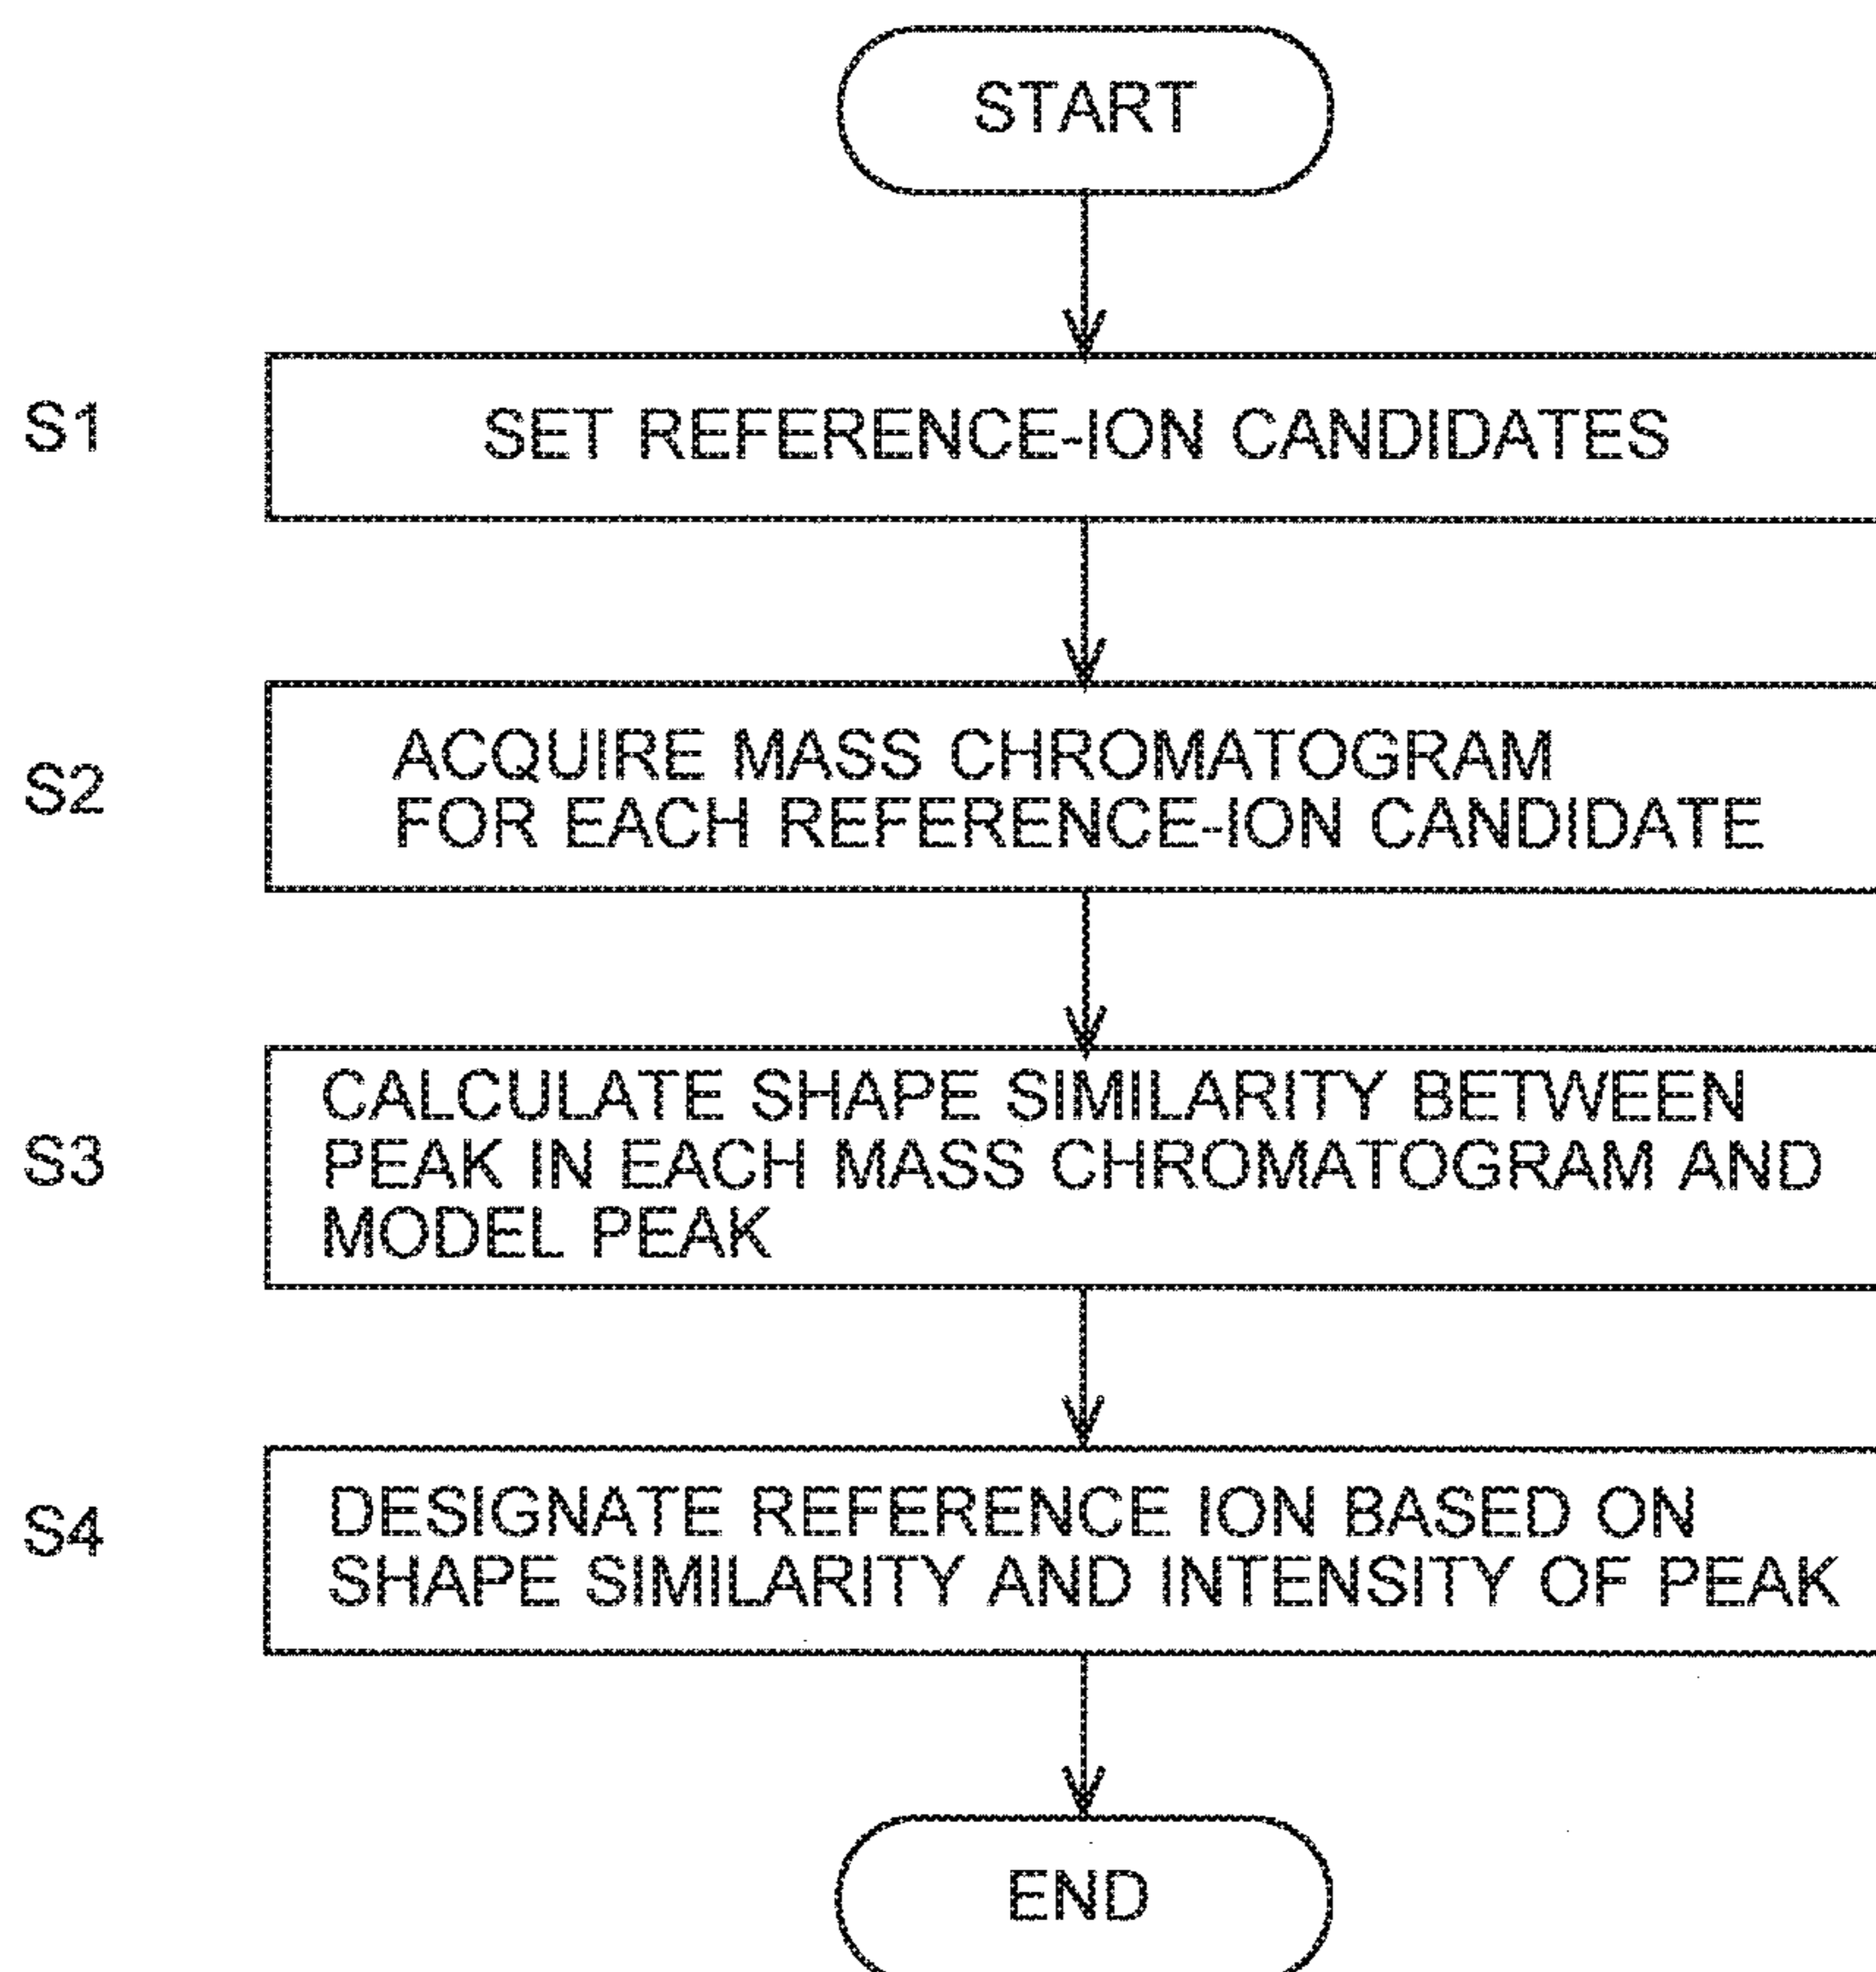 START
S1
SET REFERENCE-ION CANDIDATES
S2
ACQUIRE MASS CHROMATOGRAM
FOR EACH REFERENCE-ION CANDIDATE
S3
CALCULATE SHAPE SIMILARITY BETWEEN
PEAK IN EACH MASS CHROMATOGRAM AND
MODEL PEAK
S4
DESIGNATE REFERENCE ION BASED ON
SHAPE SIMILARITY AND INTENSITY OF PEAK
END